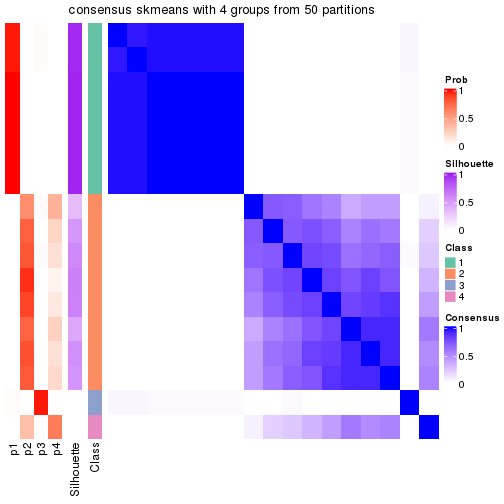 consensus skmeans with 4 groups from 50 partitions
Prob
1
0.5
0
Silhouette
1
0.5
0
Class
1
2
3
4
Consensus
1
0.5
0
p1
p2
p3
p4
Silhouette
Class